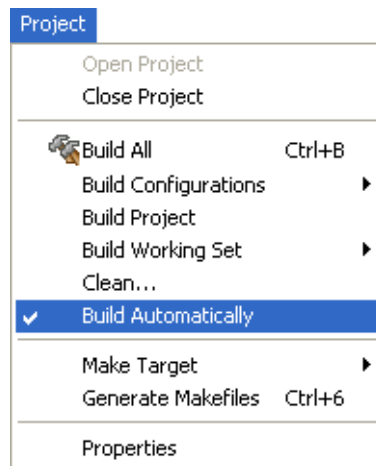 Project
Open Project
Close Project
Build All Ctrl+B
Build Configurations
Build Project
Build Working Set
Clean...
Build Automatically
Make Target
Generate Makefiles Ctrl+6
Properties